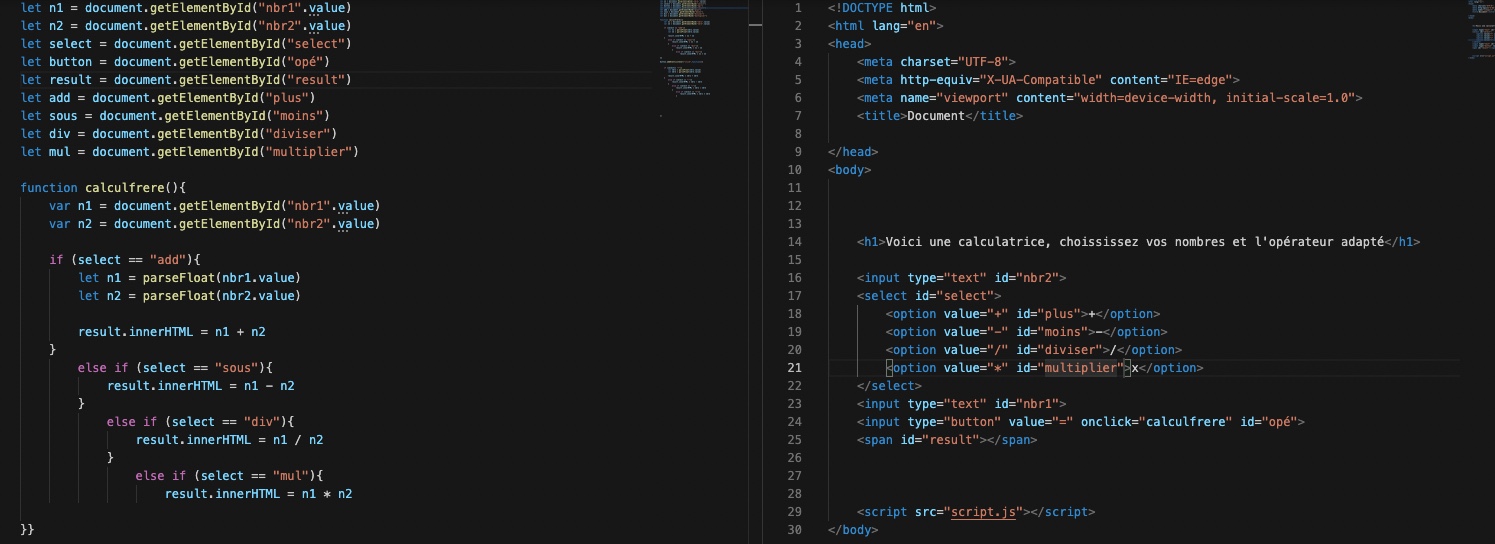 let n1 = document.getElementById("nbr1".value)
let n2 = document.getElementById("nbr2".value)
let select = document.getElementById("select")
let button = document.getElementById("opé")
let result = document.getElementById("result")
let add = document.getElementById("plus")
let sous = document.getElementById("moins")
let div = document.getElementById("diviser")
let mul = document.getElementById("multiplier")
function calculfrere(){
var n1 = document.getElementById("nbr1".value)
var n2 = document.getElementById("nbr2".value)
if (select == "add"){
let n1 = parseFloat(nbr1.value)
let n2 = parseFloat(nbr2.value)
result.innerHTML = n1 + n2
}
else if (select == "sous"){
result.innerHTML = n1 - n2
}
else if (select == "div"){
result.innerHTML = n1 / n2
}
else if (select == "mul"){
result.innerHTML = n1 * n2
}}
1 <!DOCTYPE html>
2 <html lang="en">
3 <head>
4 <meta charset="UTF-8">
5 <meta http-equiv="X-UA-Compatible" content="IE=edge">
6 <meta name="viewport" content="width=device-width, initial-scale=1.0">
7 <title>Document</title>
8
9 </head>
10 <body>
11
12
13
14 <h1>Voici une calculatrice, choississez vos nombres et l'opérateur adapté</h1>
15
16 <input type="text" id="nbr2">
17 <select id="select">
18 <option value="+" id="plus">+</option>
19 <option value="-" id="moins">-</option>
20 <option value="/" id="diviser">/</option>
21 <option value="*" id="multiplier">x</option>
22 </select>
23 <input type="text" id="nbr1">
24 <input type="button" value="=" onclick="calculfrere" id="opé">
25 <span id="result"></span>
26
27
28
29 <script src="script.js"></script>
30 </body>